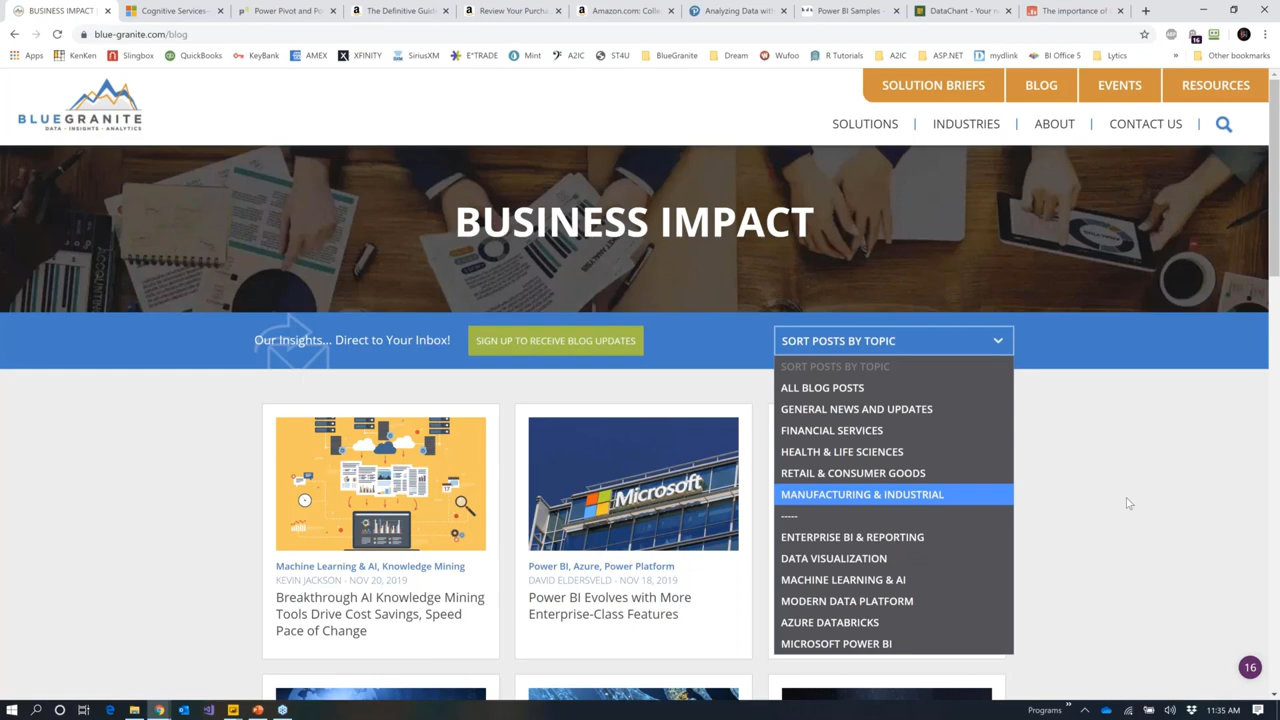 BUSINESS IMPACT
Cognitive Services-
Power Pivot and Po
The Definitive Guid
Review Your Purcha
Amazon.com: Colle
Analyzing Data with
Power BI Samples -
DataChant - Your n
The importance of
blue-granite.com/blog
16
Apps
KenKen
Slingbox
QuickBooks
KeyBank
AMEX
XFINITY
SiriusXM
E*TRADE
Mint
A2IC
ST4U
BlueGranite
Dream
Wufoo
R Tutorials
A2IC
ASP.NET
mydlink
BI Office 5
Lytics
»
Other bookmarks
BLUEGRANITE
DATA · INSIGHTS · ANALYTICS
SOLUTION BRIEFS
BLOG
EVENTS
RESOURCES
SOLUTIONS
INDUSTRIES
ABOUT
CONTACT US
BUSINESS IMPACT
Our Insights... Direct to Your Inbox!
SIGN UP TO RECEIVE BLOG UPDATES
SORT POSTS BY TOPIC
SORT POSTS BY TOPIC
ALL BLOG POSTS
GENERAL NEWS AND UPDATES
FINANCIAL SERVICES
HEALTH & LIFE SCIENCES
RETAIL & CONSUMER GOODS
MANUFACTURING & INDUSTRIAL
-----
ENTERPRISE BI & REPORTING
DATA VISUALIZATION
MACHINE LEARNING & AI
MODERN DATA PLATFORM
AZURE DATABRICKS
MICROSOFT POWER BI
Machine Learning & AI, Knowledge Mining
KEVIN JACKSON - NOV 20, 2019
Breakthrough AI Knowledge Mining
Tools Drive Cost Savings, Speed
Pace of Change
Microsoft
Power BI, Azure, Power Platform
DAVID ELDERSVELD - NOV 18, 2019
Power BI Evolves with More
Enterprise-Class Features
16
Programs
»
11:35 AM